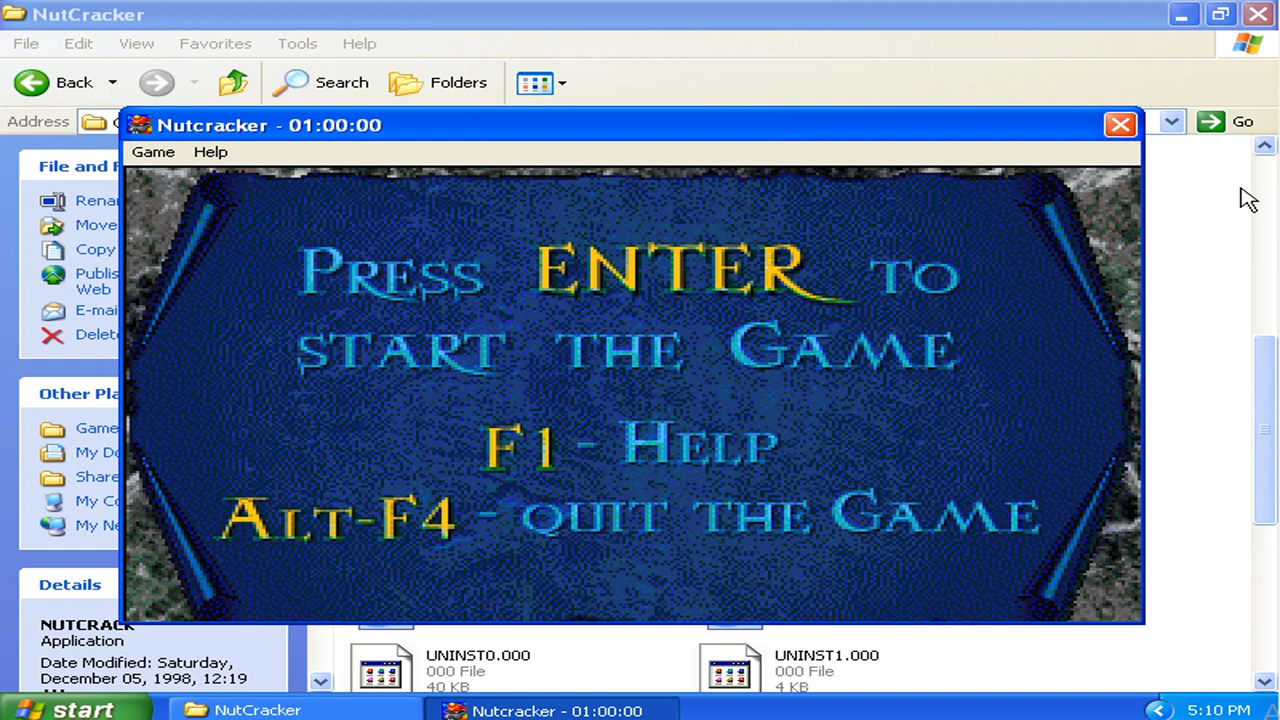 NutCracker
File Edit View Favorites Tools Help
Back Search Folders
Address Go
Nutcracker - 01:00:00
Game Help
PRESS ENTER TO
START THE GAME
F1 - HELP
ALT-F4 - QUIT THE GAME
File and F
Rena
Move
Copy
Publis
Web
E-mai
Delet
Other Pla
Game
My Do
Share
My Co
My Ne
Details
NUTCRACK
Application
Date Modified: Saturday,
December 05, 1998, 12:19
UNINST0.000
000 File
40 KB
UNINST1.000
000 File
4 KB
start NutCracker Nutcracker - 01:00:00 5:10 PM